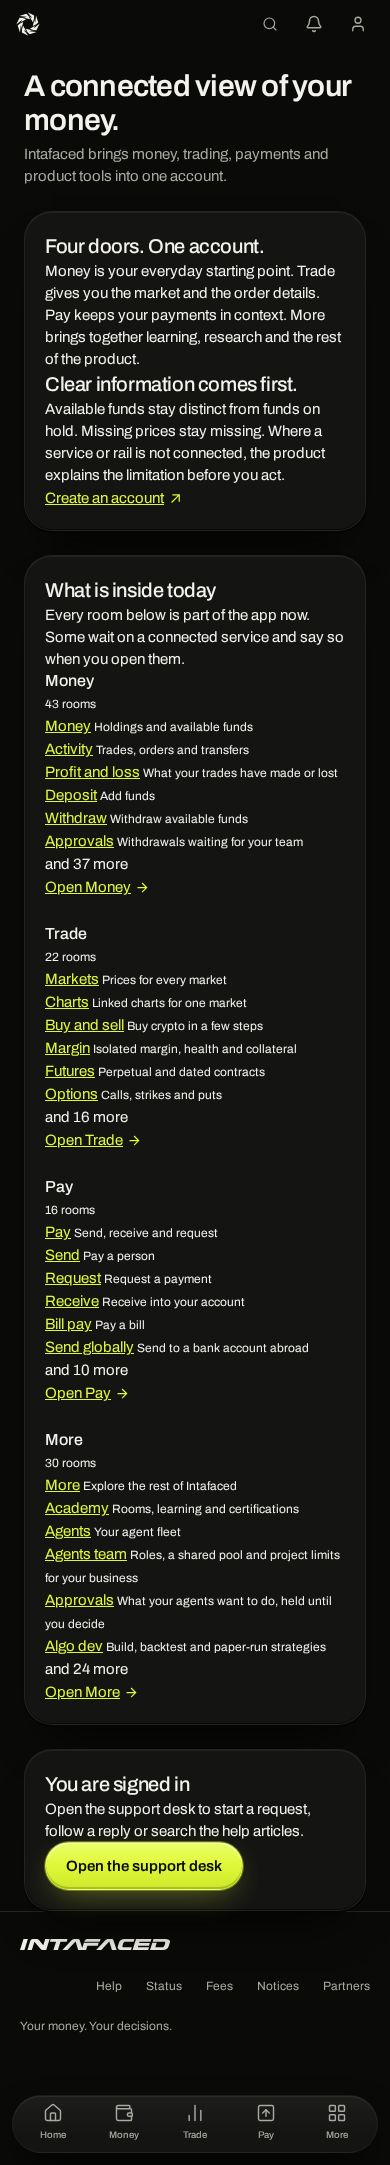 A connected view of your
money.
Intafaced brings money, trading, payments and
product tools into one account.
Four doors. One account.
Money is your everyday starting point. Trade
gives you the market and the order details.
Pay keeps your payments in context. More
brings together learning, research and the rest
of the product.
Clear information comes first.
Available funds stay distinct from funds on
hold. Missing prices stay missing. Where a
service or rail is not connected, the product
explains the limitation before you act.
Create an account
What is inside today
Every room below is part of the app now.
Some wait on a connected service and say so
when you open them.
Money
43 rooms
Money Holdings and available funds
Activity Trades, orders and transfers
Profit and loss What your trades have made or lost
Deposit Add funds
Withdraw Withdraw available funds
Approvals Withdrawals waiting for your team
and 37 more
Open Money
Trade
22 rooms
Markets Prices for every market
Charts Linked charts for one market
Buy and sell Buy crypto in a few steps
Margin Isolated margin, health and collateral
Futures Perpetual and dated contracts
Options Calls, strikes and puts
and 16 more
Open Trade
Pay
16 rooms
Pay Send, receive and request
Send Pay a person
Request Request a payment
Receive Receive into your account
Bill pay Pay a bill
Send globally Send to a bank account abroad
and 10 more
Open Pay
More
30 rooms
More Explore the rest of Intafaced
Academy Rooms, learning and certifications
Agents Your agent fleet
Agents team Roles, a shared pool and project limits
for your business
Approvals What your agents want to do, held until
you decide
Algo dev Build, backtest and paper-run strategies
and 24 more
Open More
You are signed in
Open the support desk to start a request,
follow a reply or search the help articles.
Open the support desk
INTAFACED
Help Status Fees Notices Partners
Your money. Your decisions.
Home Money Trade Pay More